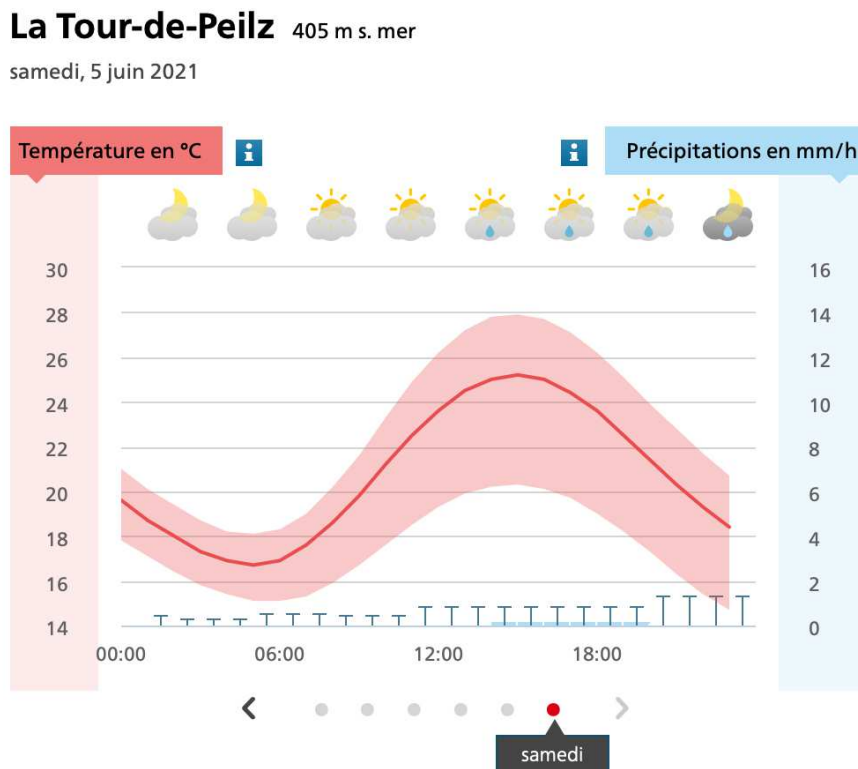 La Tour-de-Peilz 405 m s. mer
samedi, 5 juin 2021
Température en °C
i
i
Précipitations en mm/h
30 16
28 14
26 12
24 10
22 8
20 6
18 4
16 2
14 0
00:00 06:00 12:00 18:00
samedi